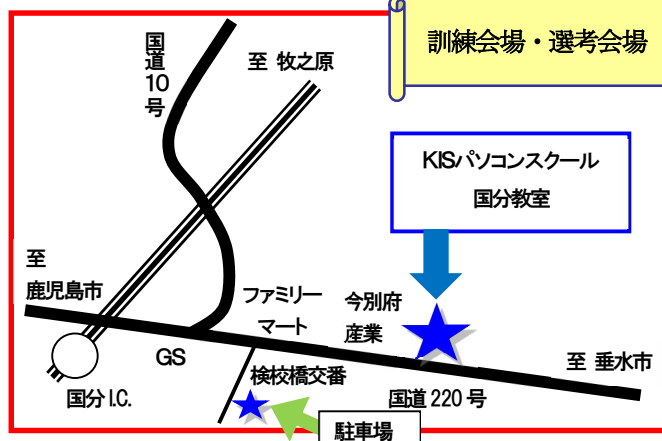 訓練会場・選考会場
国道10号
至 牧之原
KISパソコンスクール
国分教室
至
鹿児島市
ファミリー
マート
今別府
産業
GS
至 垂水市
検校橋交番
国分I.C.
国道220号
駐車場